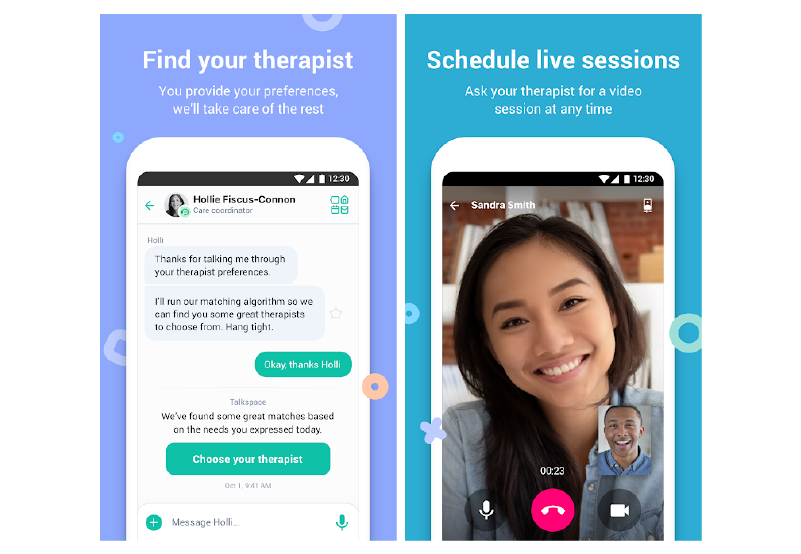 Find your therapist
You provide your preferences,
we'll take care of the rest
12:30
Hollie Fiscus-Connon
Care coordinator
Holli
Thanks for talking me through
your therapist preferences.
I'll run our matching algorithm so we
can find you some great therapists
to choose from. Hang tight.
Okay, thanks Holli
Talkspace
We've found some great matches based
on the needs you expressed today.
Choose your therapist
Oct 1, 9:41 AM
Message Holli...
Schedule live sessions
Ask your therapist for a video
session at any time
12:30
Sandra Smith
00:23